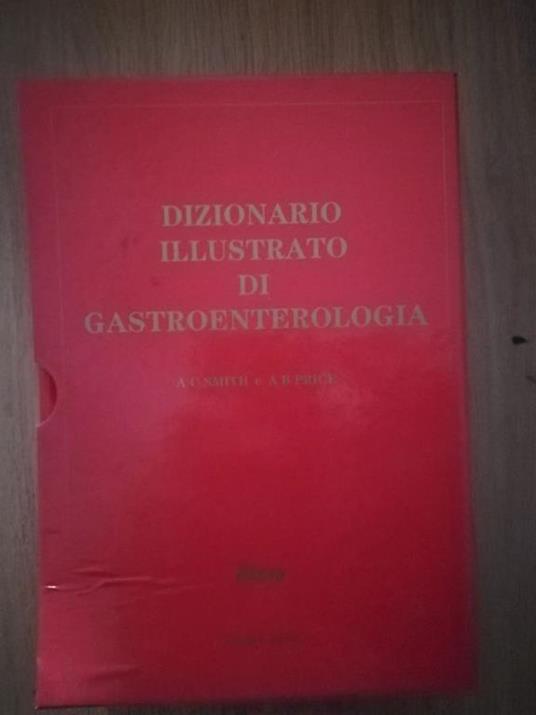 DIZIONARIO
ILLUSTRATO
DI
GASTROENTEROLOGIA
A C SMITH e A B PRICE